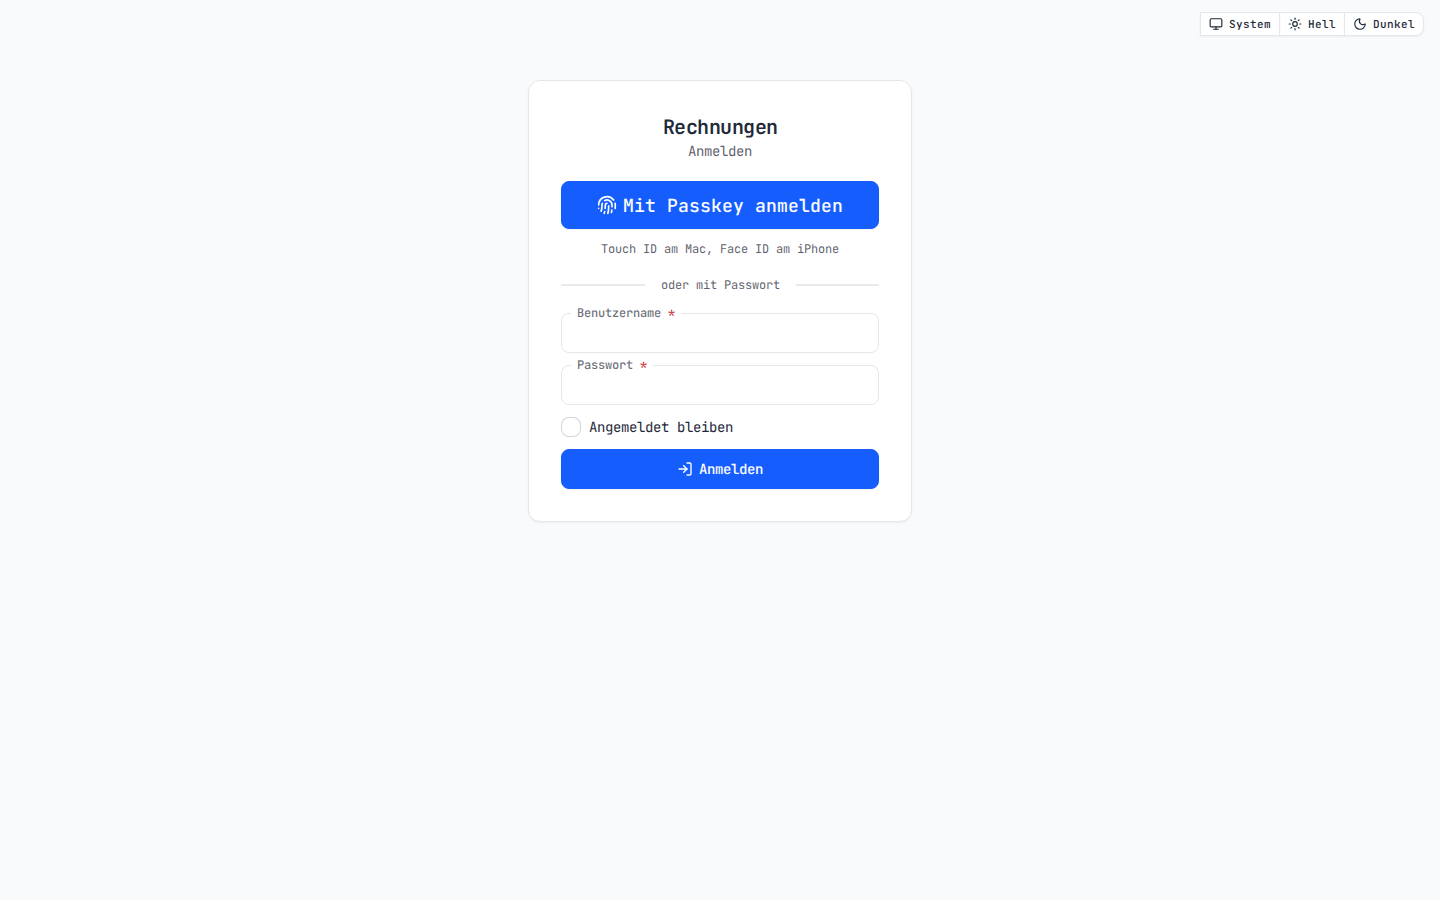 System Hell Dunkel
Rechnungen
Anmelden
Mit Passkey anmelden
Touch ID am Mac, Face ID am iPhone
oder mit Passwort
Benutzername *
Passwort *
Angemeldet bleiben
Anmelden